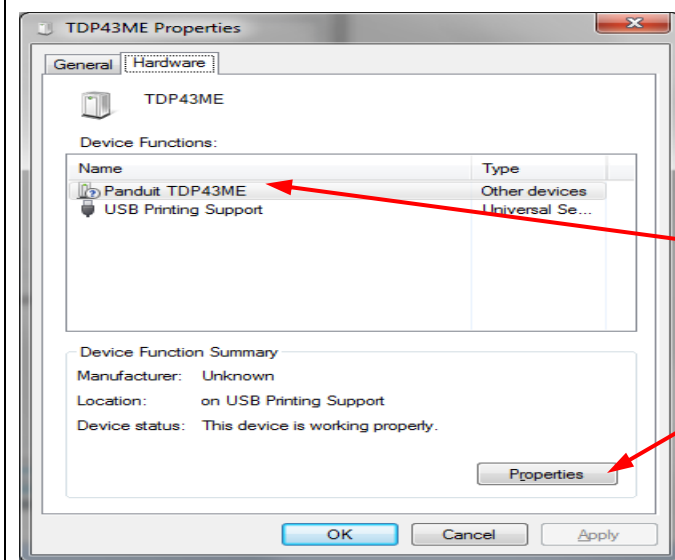 TDP43ME Properties
General Hardware
TDP43ME
Device Functions:
Name Type
Panduit TDP43ME Other devices
USB Printing Support Universal Se...
Device Function Summary
Manufacturer: Unknown
Location: on USB Printing Support
Device status: This device is working properly.
Properties
OK Cancel Apply